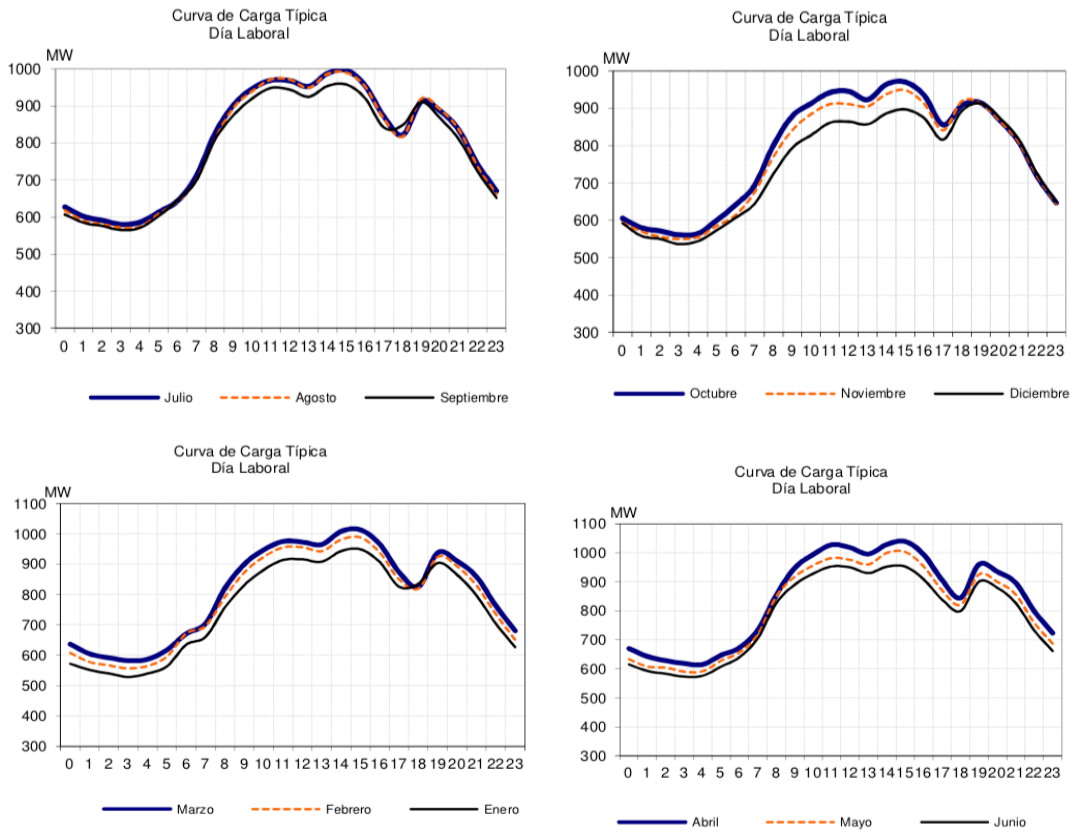 Curva de Carga Típica
Día Laboral
MW
1000
900
800
700
600
500
400
300
0 1 2 3 4 5 6 7 8 9 10 11 12 13 14 15 16 17 18 19 20 21 22 23
Julio Agosto Septiembre
Curva de Carga Típica
Día Laboral
MW
1000
900
800
700
600
500
400
300
0 1 2 3 4 5 6 7 8 9 10 11 12 13 14 15 16 17 18 19 20 21 22 23
Octubre Noviembre Diciembre
Curva de Carga Típica
Día Laboral
MW
1100
1000
900
800
700
600
500
400
300
0 1 2 3 4 5 6 7 8 9 10 11 12 13 14 15 16 17 18 19 20 21 22 23
Marzo Febrero Enero
Curva de Carga Típica
Día Laboral
MW
1100
1000
900
800
700
600
500
400
300
0 1 2 3 4 5 6 7 8 9 10 11 12 13 14 15 16 17 18 19 20 21 22 23
Abril Mayo Junio